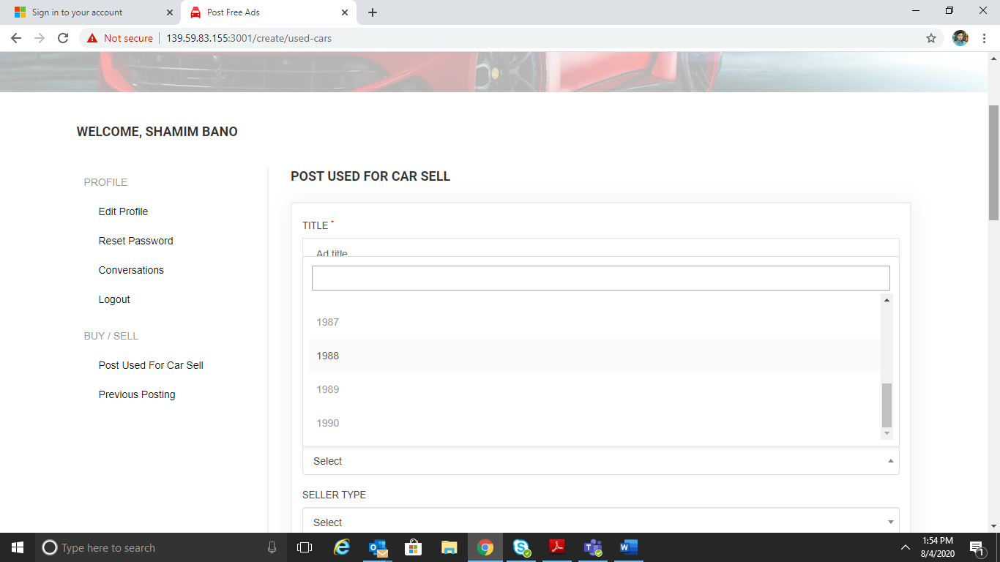 Sign in to your account
Post Free Ads
Not secure
139.59.83.155:3001/create/used-cars
WELCOME, SHAMIM BANO
PROFILE
Edit Profile
Reset Password
Conversations
Logout
BUY / SELL
Post Used For Car Sell
Previous Posting
POST USED FOR CAR SELL
TITLE *
Ad title
1987
1988
1989
1990
Select
SELLER TYPE
Select
Type here to search
1:54 PM
8/4/2020
1